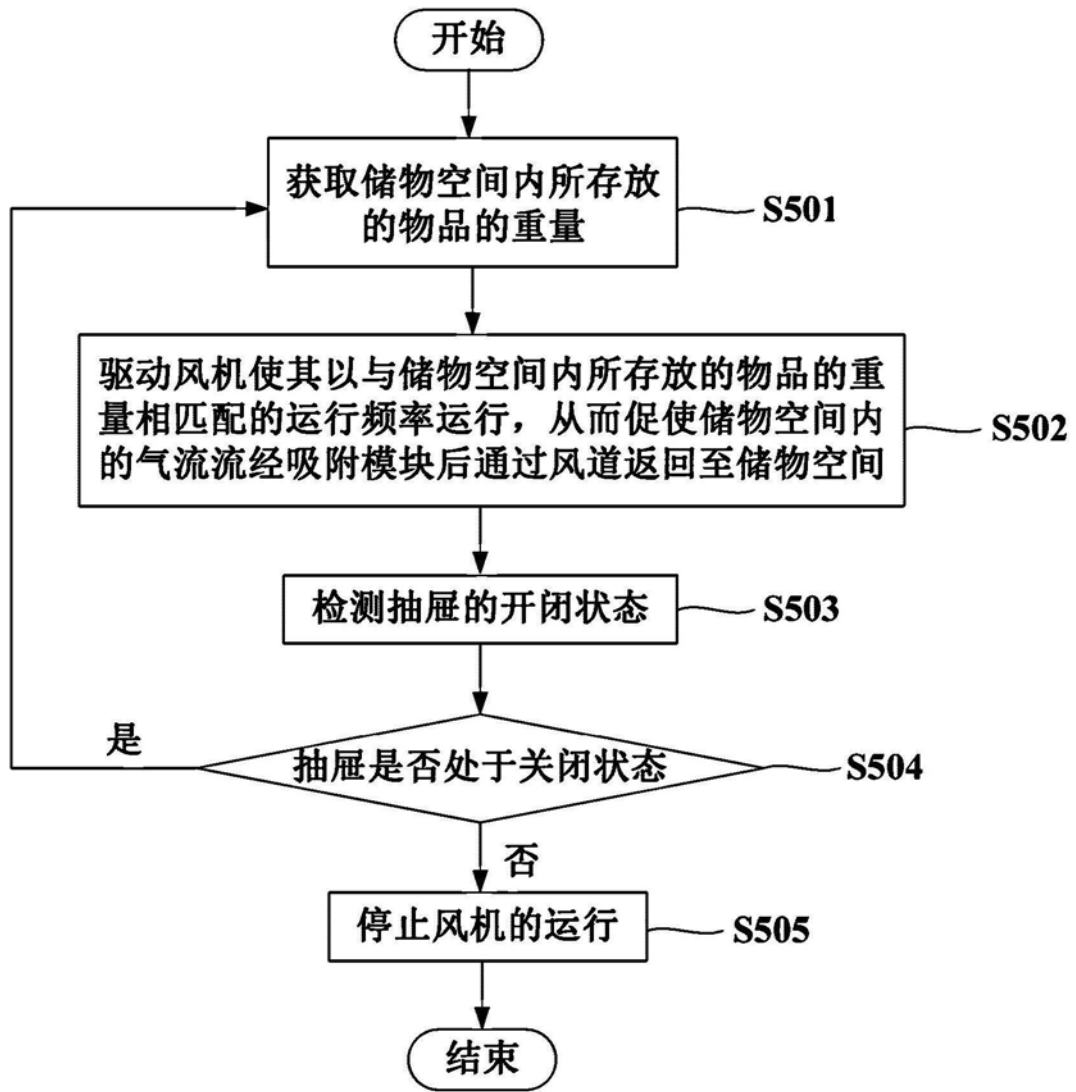 开始
获取储物空间内所存放
的物品的重量
S501
驱动风机使其以与储物空间内所存放的物品的重
量相匹配的运行频率运行，从而促使储物空间内
的气流流经吸附模块后通过风道返回至储物空间
S502
检测抽屉的开闭状态
S503
是
抽屉是否处于关闭状态
S504
否
停止风机的运行
S505
结束